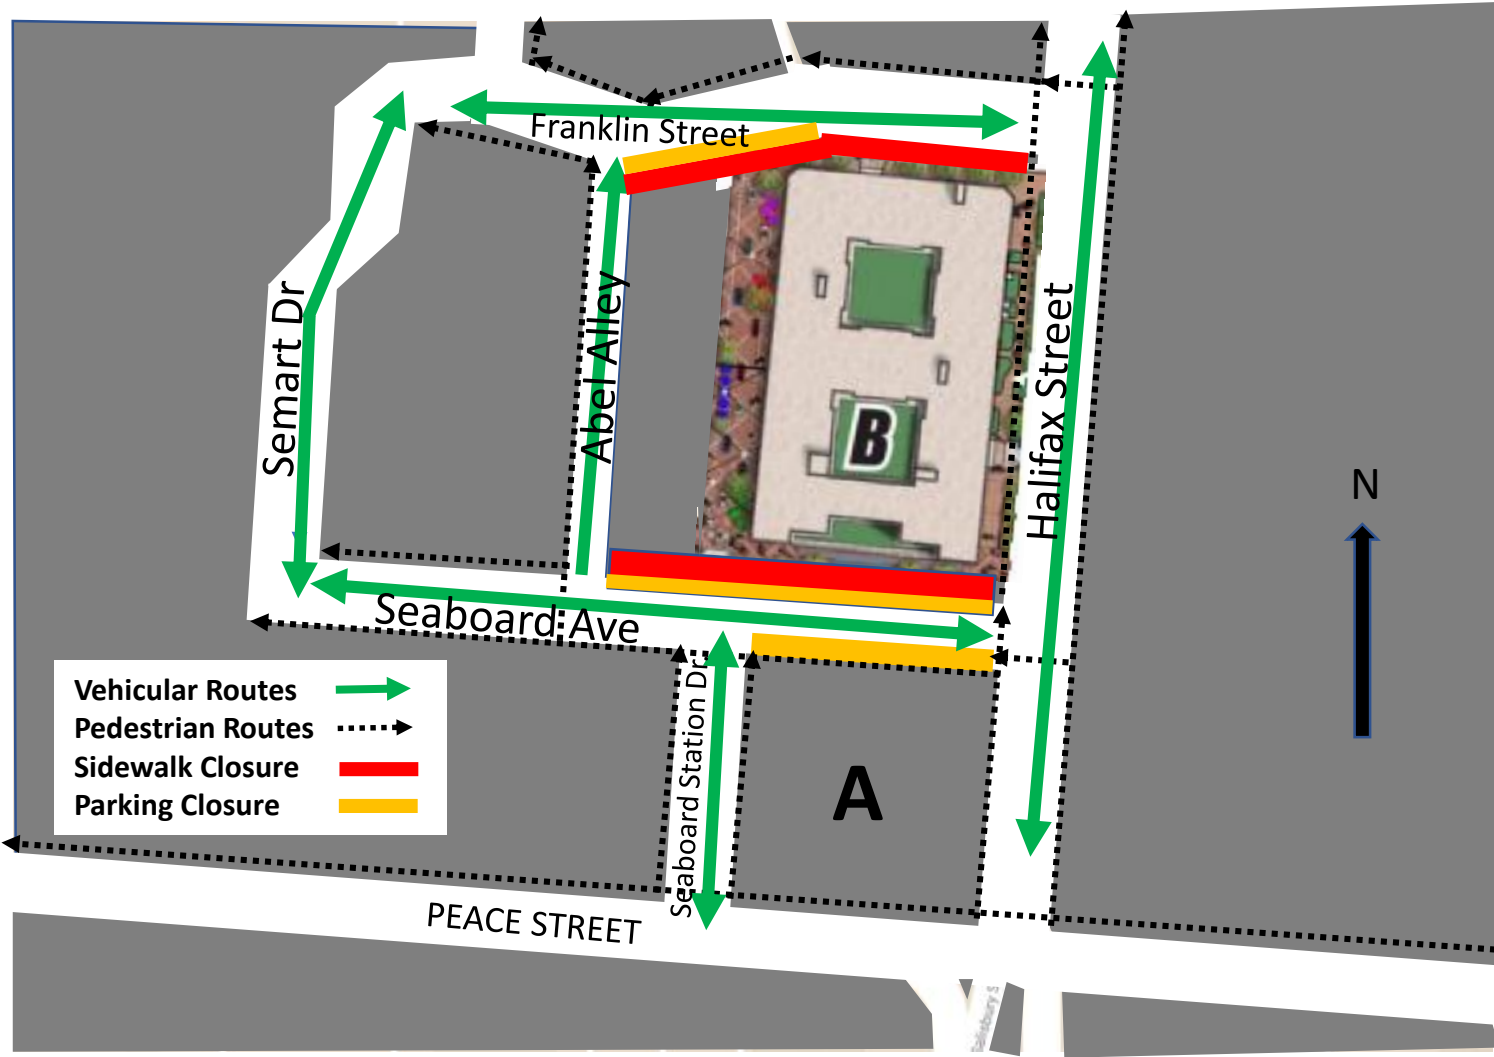 Franklin Street
Semart Dr
Abel Alley
B
Halifax Street
N
Seaboard Ave
Vehicular Routes
Pedestrian Routes
Sidewalk Closure
Parking Closure
Seaboard Station Dr
A
PEACE STREET
Salisbury S